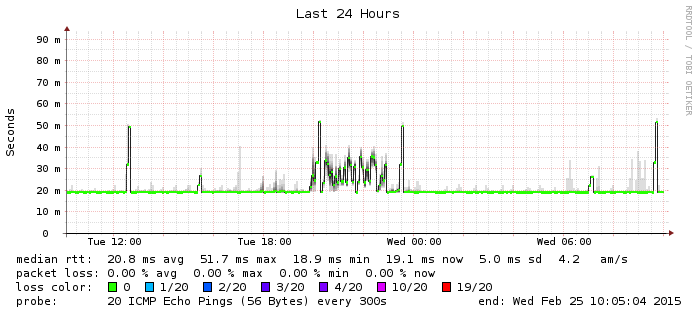 Last 24 Hours
RRDTOOL / TOBI OETIKER
Seconds
90 m
80 m
70 m
60 m
50 m
40 m
30 m
20 m
10 m
0
Tue 12:00 Tue 18:00 Wed 00:00 Wed 06:00
median rtt: 20.8 ms avg 51.7 ms max 18.9 ms min 19.1 ms now 5.0 ms sd 4.2 am/s
packet loss: 0.00 % avg 0.00 % max 0.00 % min 0.00 % now
loss color: 0 1/20 2/20 3/20 4/20 10/20 19/20
probe: 20 ICMP Echo Pings (56 Bytes) every 300s end: Wed Feb 25 10:05:04 2015